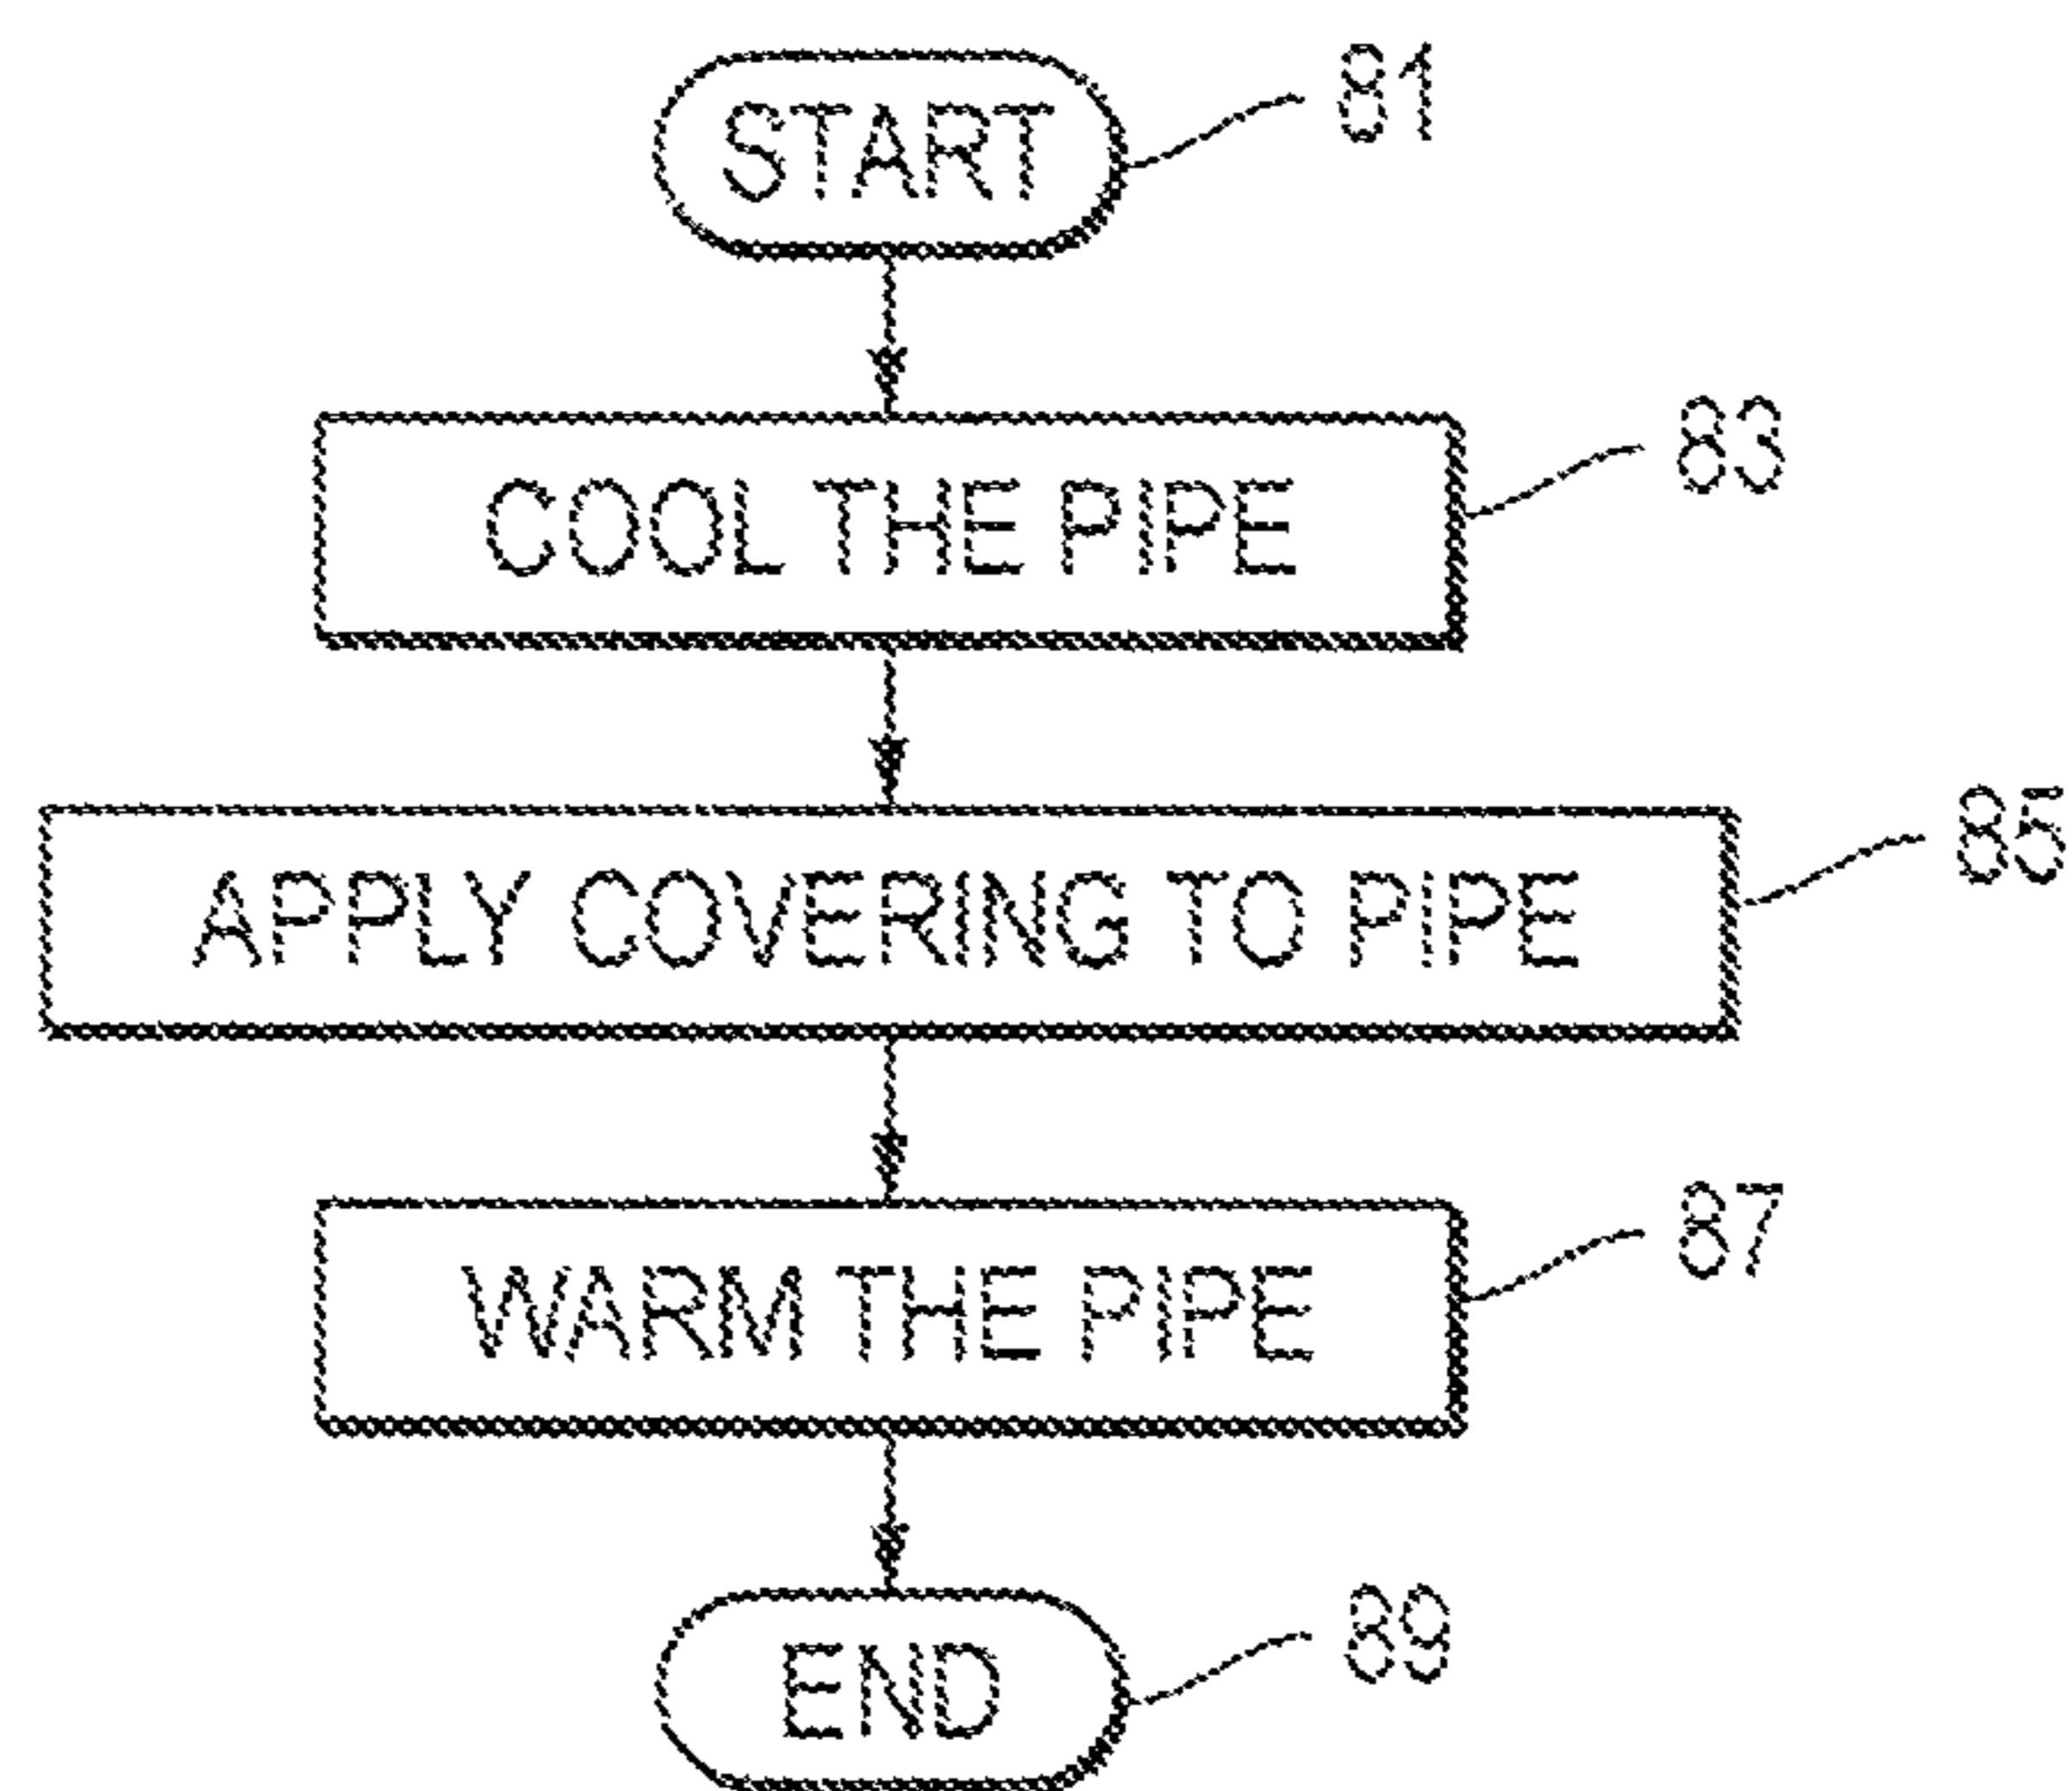 START
81
COOL THE PIPE
83
APPLY COVERING TO PIPE
85
WARM THE PIPE
87
END
89